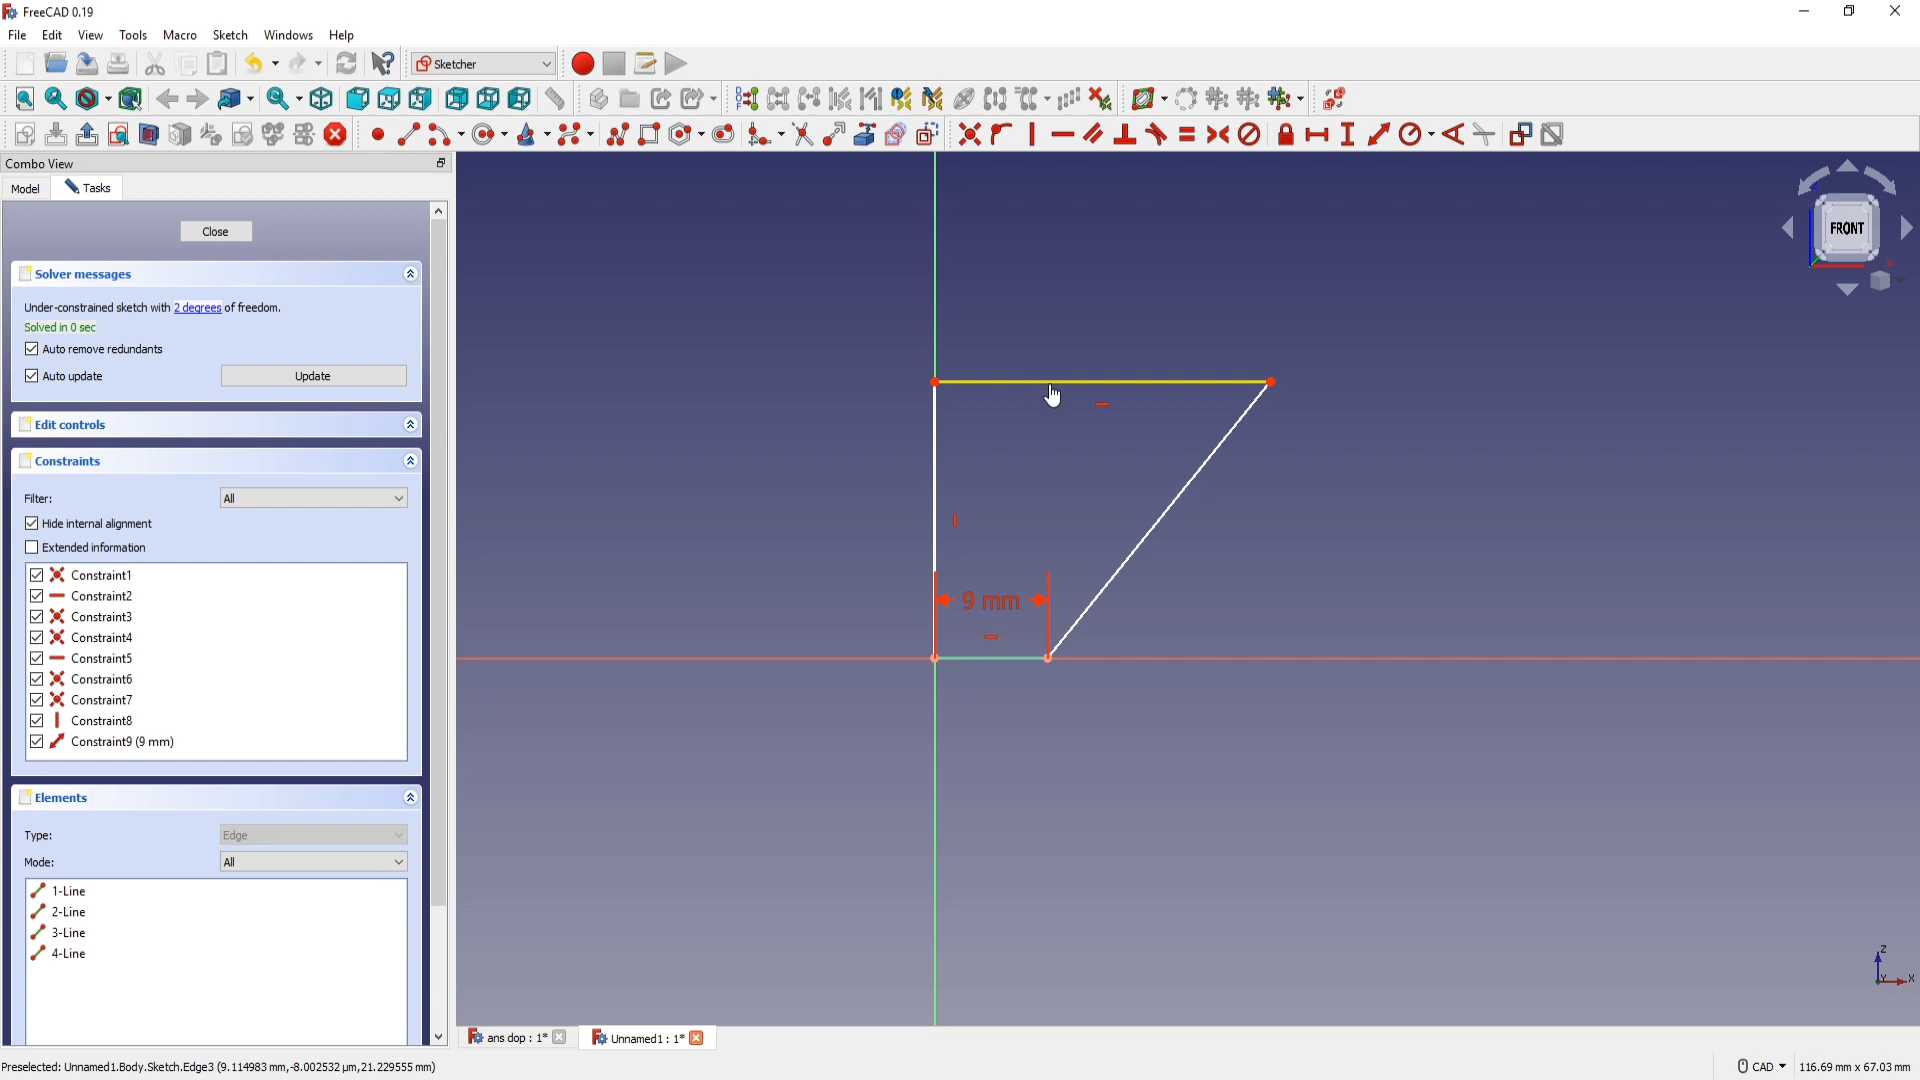 FreeCAD 0.19
File Edit View Tools Macro Sketch Windows Help
Sketcher
Combo View
Model Tasks
Close
Solver messages
Under-constrained sketch with 2 degrees of freedom.
Solved in 0 sec
Auto remove redundants
Auto update Update
Edit controls
Constraints
Filter: All
Hide internal alignment
Extended information
Constraint1
Constraint2
Constraint3
Constraint4
Constraint5
Constraint6
Constraint7
Constraint8
Constraint9 (9 mm)
Elements
Type: Edge
Mode: All
1-Line
2-Line
3-Line
4-Line
9 mm
FRONT
Z
X
Z
Y
X
ans dop : 1* Unnamed1 : 1*
Preselected: Unnamed1.Body.Sketch.Edge3 (9.114983 mm,-8.002532 µm,21.229555 mm)
CAD 116.69 mm x 67.03 mm